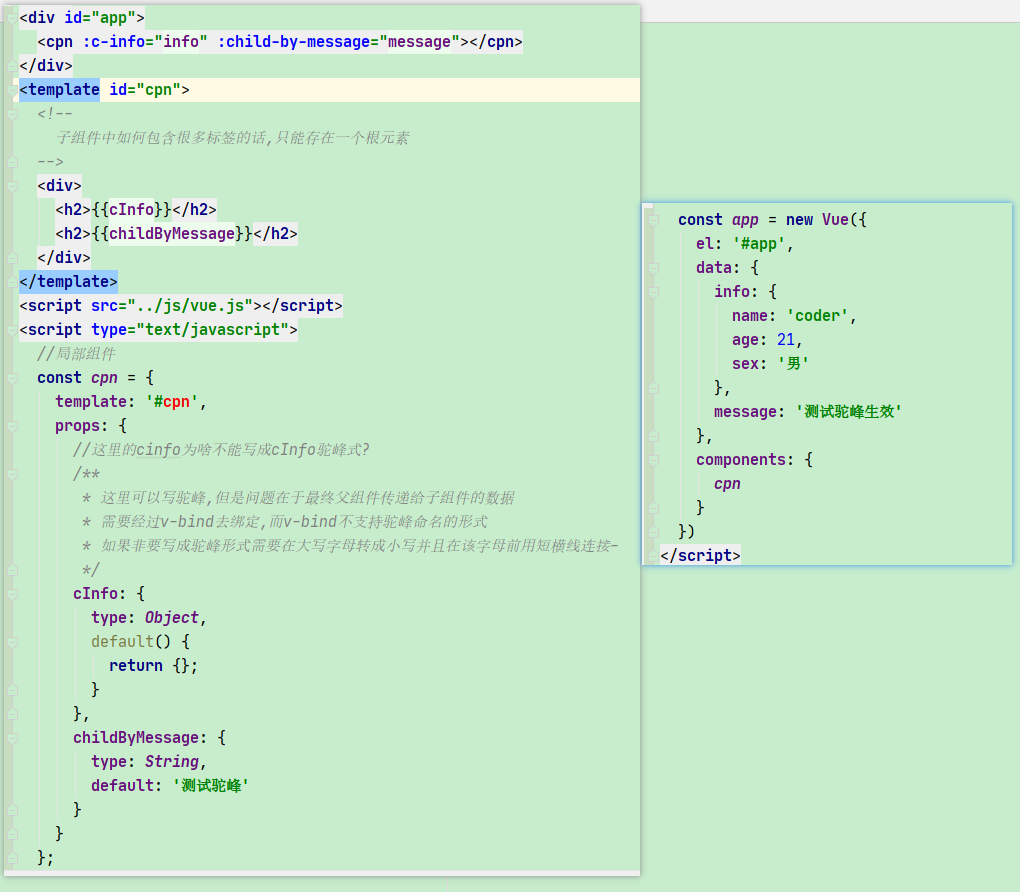 <div id="app">
  <cpn :c-info="info" :child-by-message="message"></cpn>
</div>
<template id="cpn">
  <!--
    子组件中如何包含很多标签的话,只能存在一个根元素
  -->
  <div>
    <h2>{{cInfo}}</h2>
    <h2>{{childByMessage}}</h2>
  </div>
</template>
<script src="../js/vue.js"></script>
<script type="text/javascript">
  //局部组件
  const cpn = {
    template: '#cpn',
    props: {
      //这里的cinfo为啥不能写成cInfo驼峰式?
      /**
       * 这里可以写驼峰,但是问题在于最终父组件传递给子组件的数据
       * 需要经过v-bind去绑定,而v-bind不支持驼峰命名的形式
       * 如果非要写成驼峰形式需要在大写字母转成小写并且在该字母前用短横线连接-
       */
      cInfo: {
        type: Object,
        default() {
          return {};
        }
      },
      childByMessage: {
        type: String,
        default: '测试驼峰'
      }
    }
  };
  const app = new Vue({
    el: '#app',
    data: {
      info: {
        name: 'coder',
        age: 21,
        sex: '男'
      },
      message: '测试驼峰生效'
    },
    components: {
      cpn
    }
  })
</script>